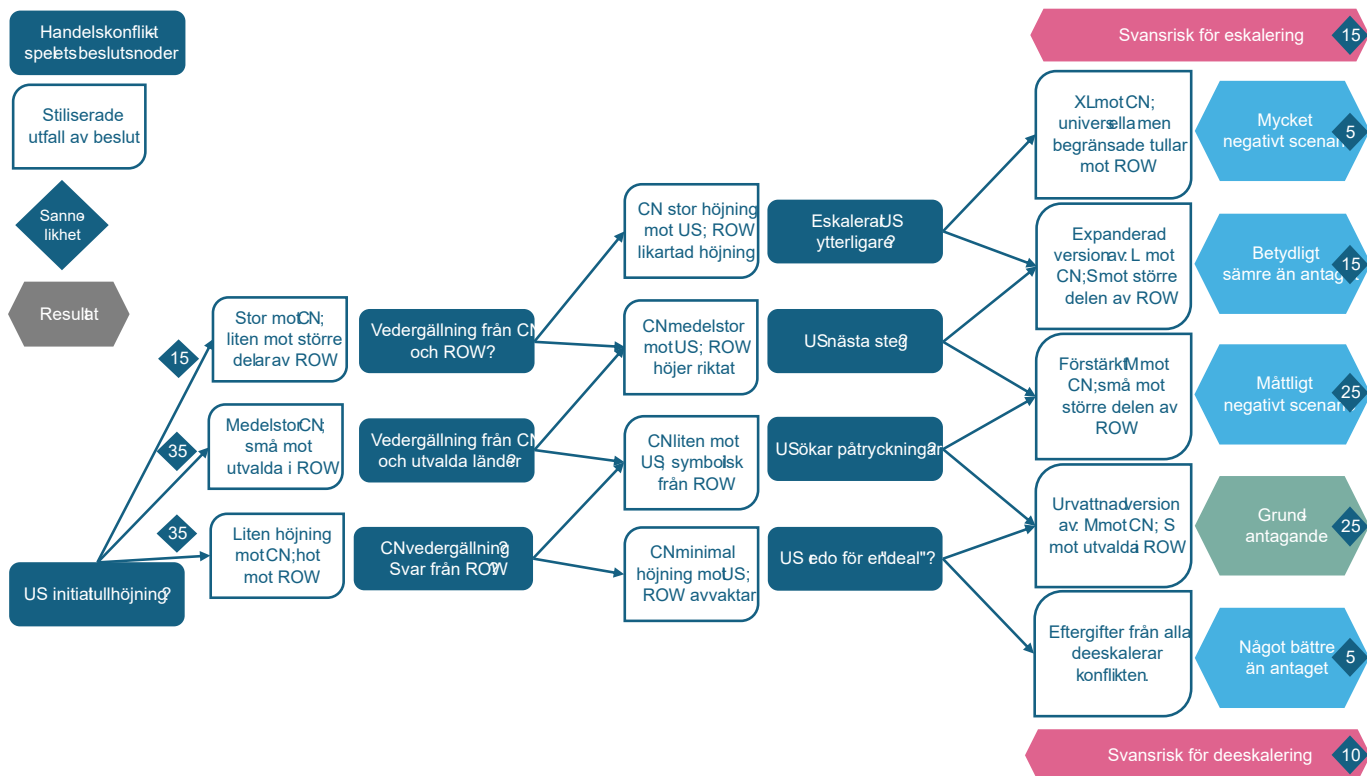 Handelskonflikt-
spelets beslutsnoder
Stiliserade
utfall av beslut
Sanno-
likhet
Resultat
US initial tullhöjning?
15
35
35
Stor mot CN;
liten mot större
delar av ROW
Medelstor CN;
små mot
utvalda i ROW
Liten höjning
mot CN; hot
mot ROW
Vedergällning från CN
och ROW?
Vedergällning från CN
och utvalda länder?
CN vedergällning?
Svar från ROW?
CN stor höjning
mot US; ROW
likartad höjning
CN medelstor
mot US; ROW
höjer riktat
CN liten mot
US; symbolisk
från ROW
CN minimal
höjning mot US;
ROW avvaktar
Eskalerar US
ytterligare?
US nästa steg?
US ökar påtryckningar?
US redo för en "deal"?
Svansrisk för eskalering
15
XL mot CN;
universella men
begränsade tullar
mot ROW
Mycket
negativt scenario
5
Expanderad
version av: L mot
CN; S mot större
delen av ROW
Betydligt
sämre än antaget
15
Förstärkt M mot
CN; små mot
större delen av
ROW
Måttligt
negativt scenario
25
Urvattnad version
av: M mot CN; S
mot utvalda i ROW
Grund-
antagande
25
Eftergifter från alla
deeskalerar
konflikten.
Något bättre
än antaget
5
Svansrisk för deeskalering
10